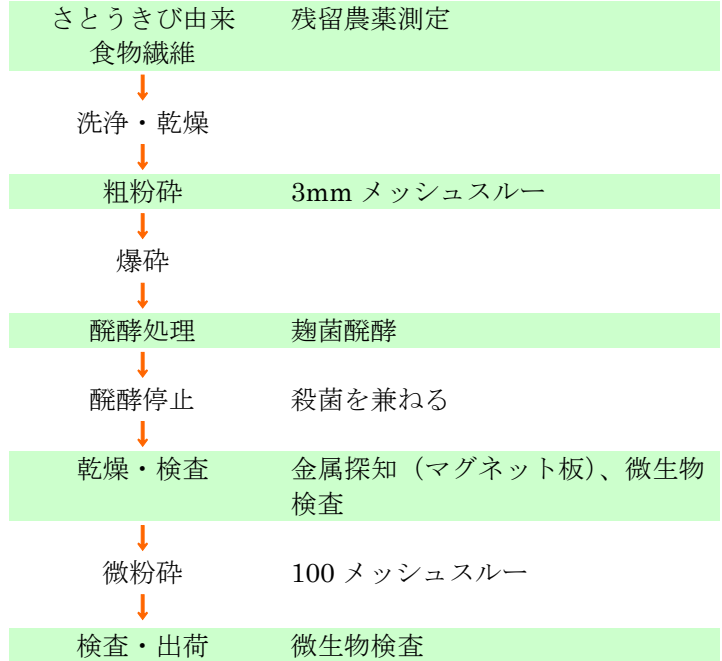 さとうきび由来 残留農薬測定
食物繊維
洗浄・乾燥
粗粉砕 3mm メッシュスルー
爆砕
醗酵処理 麹菌醗酵
醗酵停止 殺菌を兼ねる
乾燥・検査 金属探知（マグネット板）、微生物
検査
微粉砕 100 メッシュスルー
検査・出荷 微生物検査